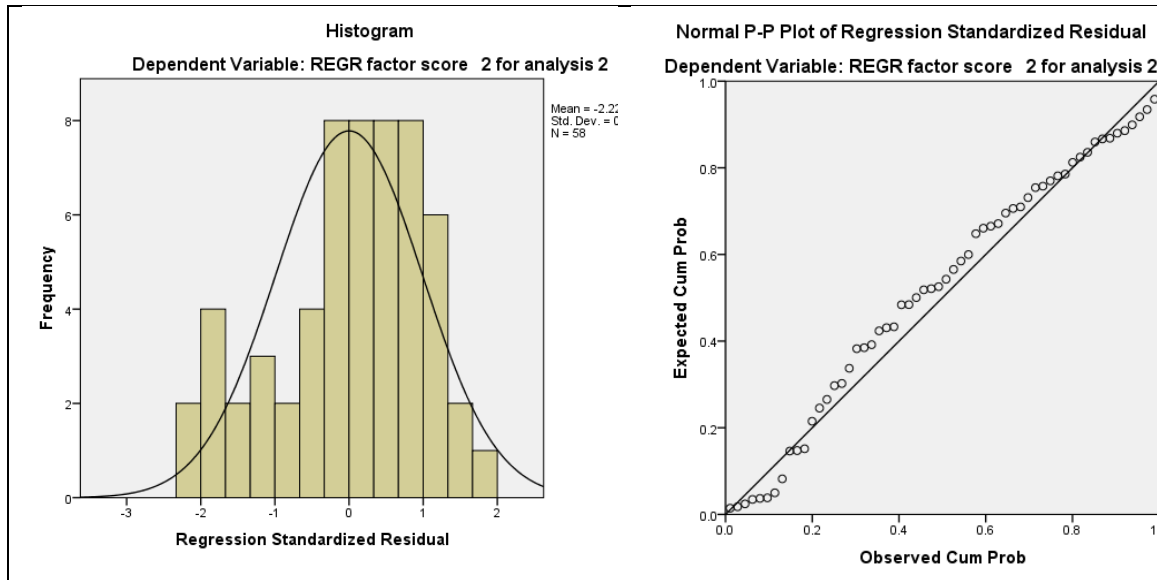 Histogram
Dependent Variable: REGR factor score 2 for analysis 2
Mean = -2.22
Std. Dev. = 0
N = 58
8
6
4
2
0
Frequency
-3
-2
-1
0
1
2
Regression Standardized Residual
Normal P-P Plot of Regression Standardized Residual
Dependent Variable: REGR factor score 2 for analysis 2
1.0
0.8
0.6
0.4
0.2
0.0
Expected Cum Prob
0.0
0.2
0.4
0.6
0.8
Observed Cum Prob